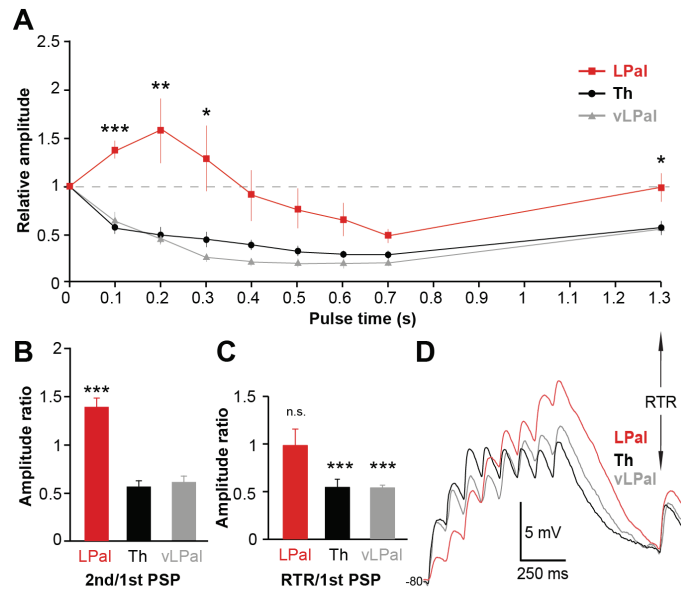 A
2.5
2
1.5
1
0.5
0
Relative amplitude
***
**
*
*
LPal
Th
vLPal
0 0.1 0.2 0.3 0.4 0.5 0.6 0.7 0.8 0.9 1 1.1 1.2 1.3
Pulse time (s)
B
2
1.5
1
0.5
0
Amplitude ratio
***
LPal Th vLPal
2nd/1st PSP
C
2
1.5
1
0.5
0
Amplitude ratio
n.s.
*** ***
LPal Th vLPal
RTR/1st PSP
D
RTR
LPal
Th
vLPal
5 mV
250 ms
-80